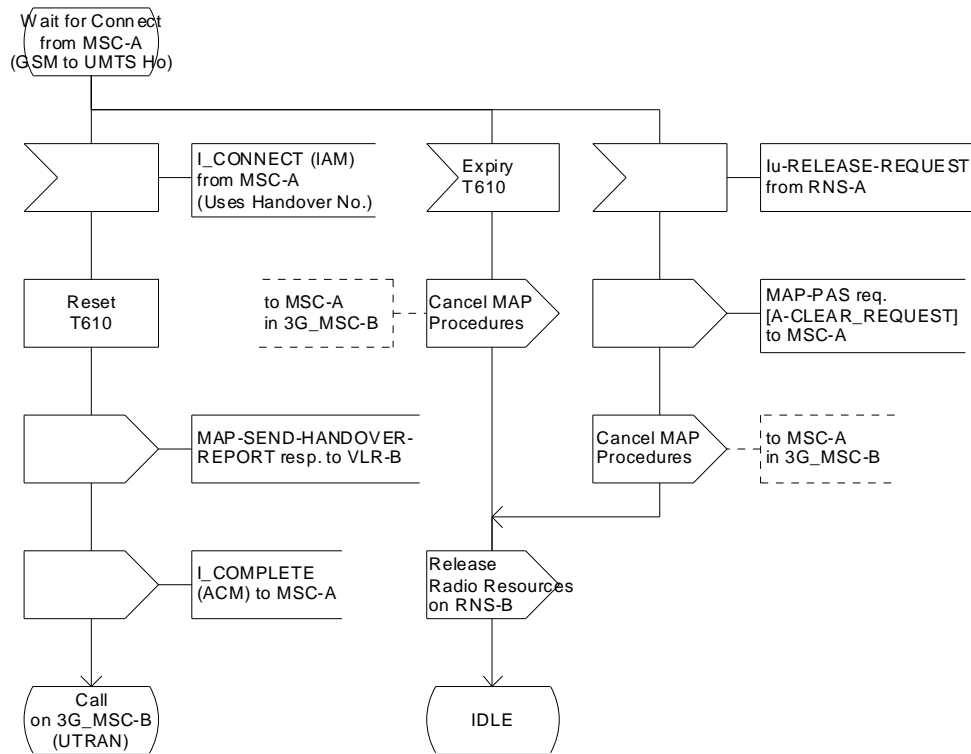 Wait for Connect
from MSC-A
(GSM to UMTS Ho)
I_CONNECT (IAM)
from MSC-A
(Uses Handover No.)
Expiry
T610
Iu-RELEASE-REQUEST
from RNS-A
Reset
T610
to MSC-A
in 3G_MSC-B
Cancel MAP
Procedures
MAP-PAS req.
[A-CLEAR_REQUEST]
to MSC-A
MAP-SEND-HANDOVER-
REPORT resp. to VLR-B
Cancel MAP
Procedures
to MSC-A
in 3G_MSC-B
I_COMPLETE
(ACM) to MSC-A
Release
Radio Resources
on RNS-B
Call
on 3G_MSC-B
(UTRAN)
IDLE